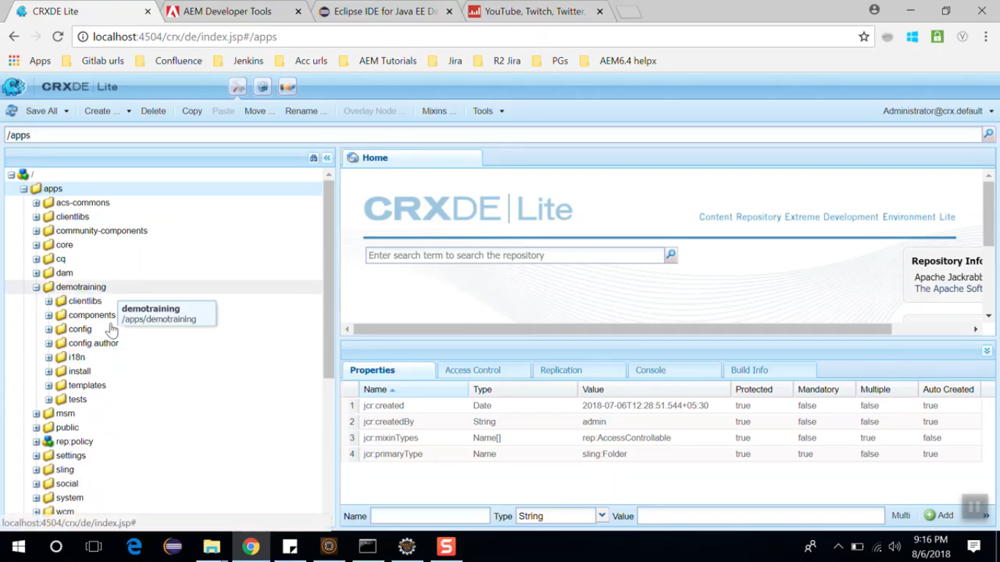 CRXDE Lite
AEM Developer Tools
Eclipse IDE for Java EE De
YouTube, Twitch, Twitter,
localhost:4504/crx/de/index.jsp#/apps
Apps
Gitlab urls
Confluence
Jenkins
Acc urls
AEM Tutorials
Jira
R2 Jira
PGs
AEM6.4 helpx
CRXDE | Lite
Save All
Create ...
Delete
Copy
Paste
Move ...
Rename ...
Overlay Node ...
Mixins ...
Tools
Administrator@crx.default
/apps
/
apps
acs-commons
clientlibs
community-components
core
cq
dam
demotraining
clientlibs
components
config
config.author
i18n
install
templates
tests
msm
public
rep:policy
settings
sling
social
system
wcm
demotraining
/apps/demotraining
localhost:4504/crx/de/index.jsp#
Home
CRXDE | Lite
Content Repository Extreme Development Environment Lite
Enter search term to search the repository
Repository Info
Apache Jackrabb
The Apache Soft
Properties
Access Control
Replication
Console
Build Info
Name Type Value Protected Mandatory Multiple Auto Created
1 jcr:created Date 2018-07-06T12:28:51.544+05:30 true false false true
2 jcr:createdBy String admin true false false true
3 jcr:mixinTypes Name[] rep:AccessControllable true false true false
4 jcr:primaryType Name sling:Folder true true false true
Name
Type
String
Value
Multi
Add
9:16 PM
8/6/2018